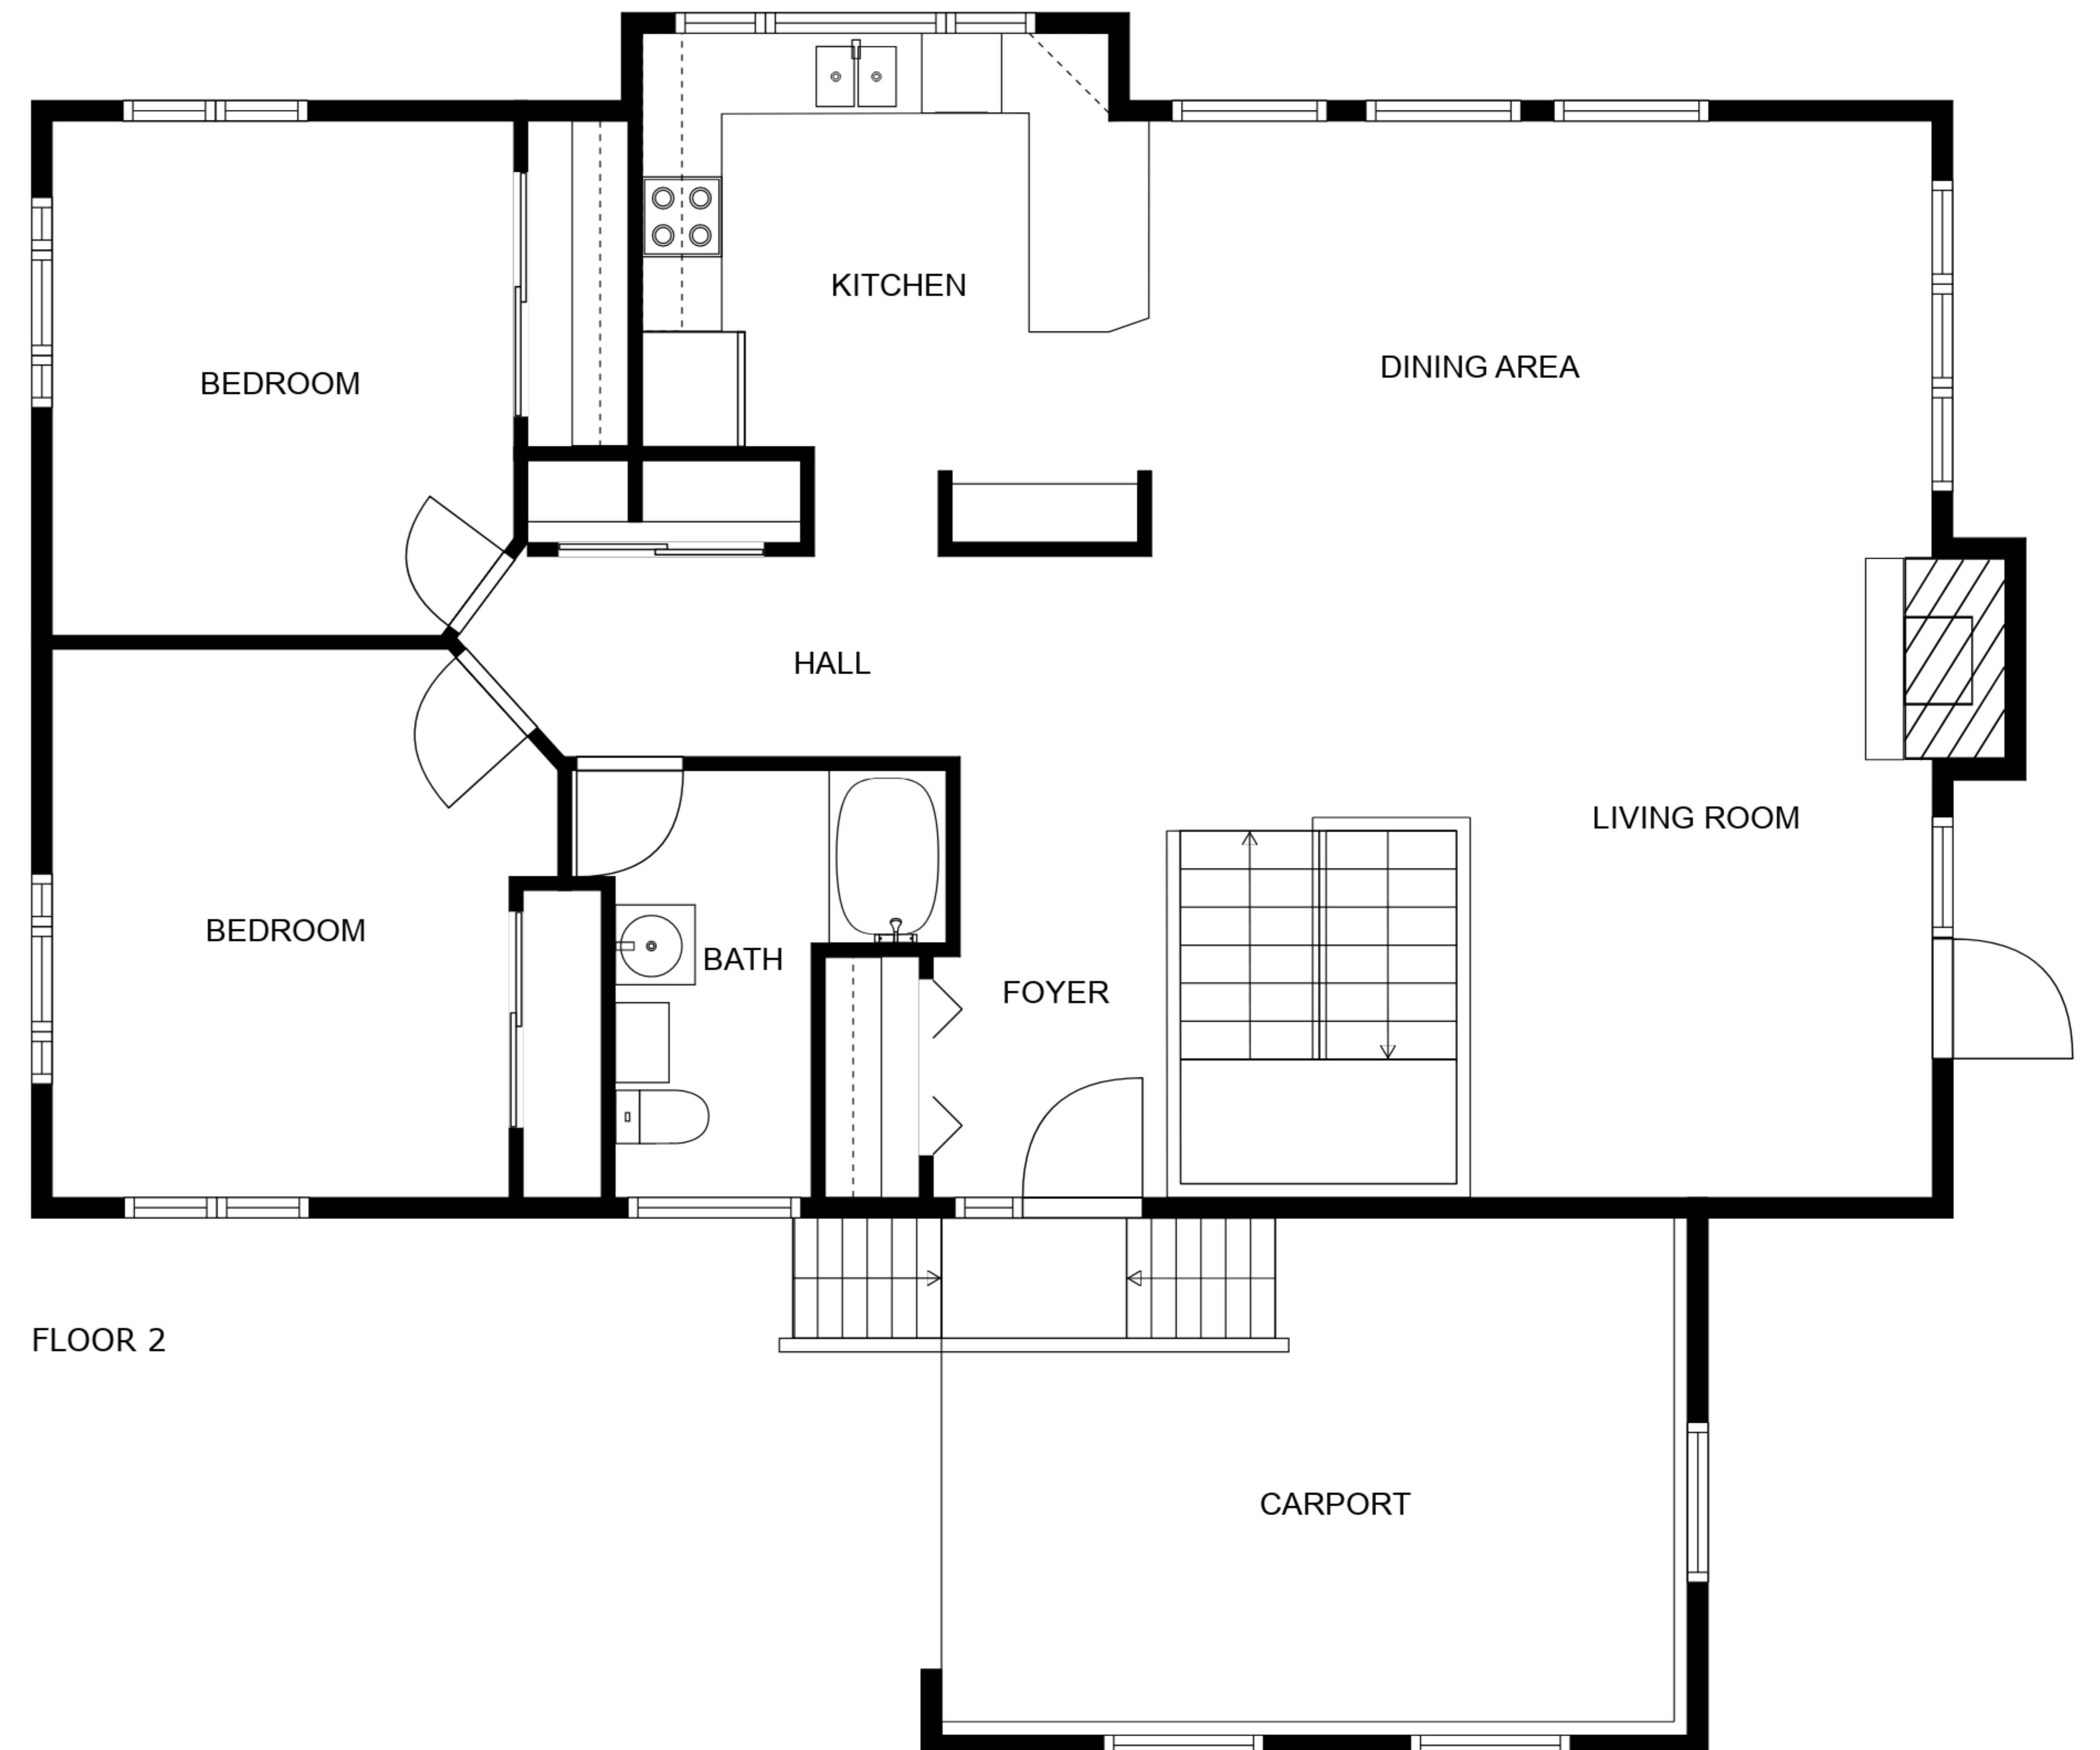 KITCHEN
DINING AREA
BEDROOM
HALL
LIVING ROOM
BEDROOM
BATH
FOYER
FLOOR 2
CARPORT